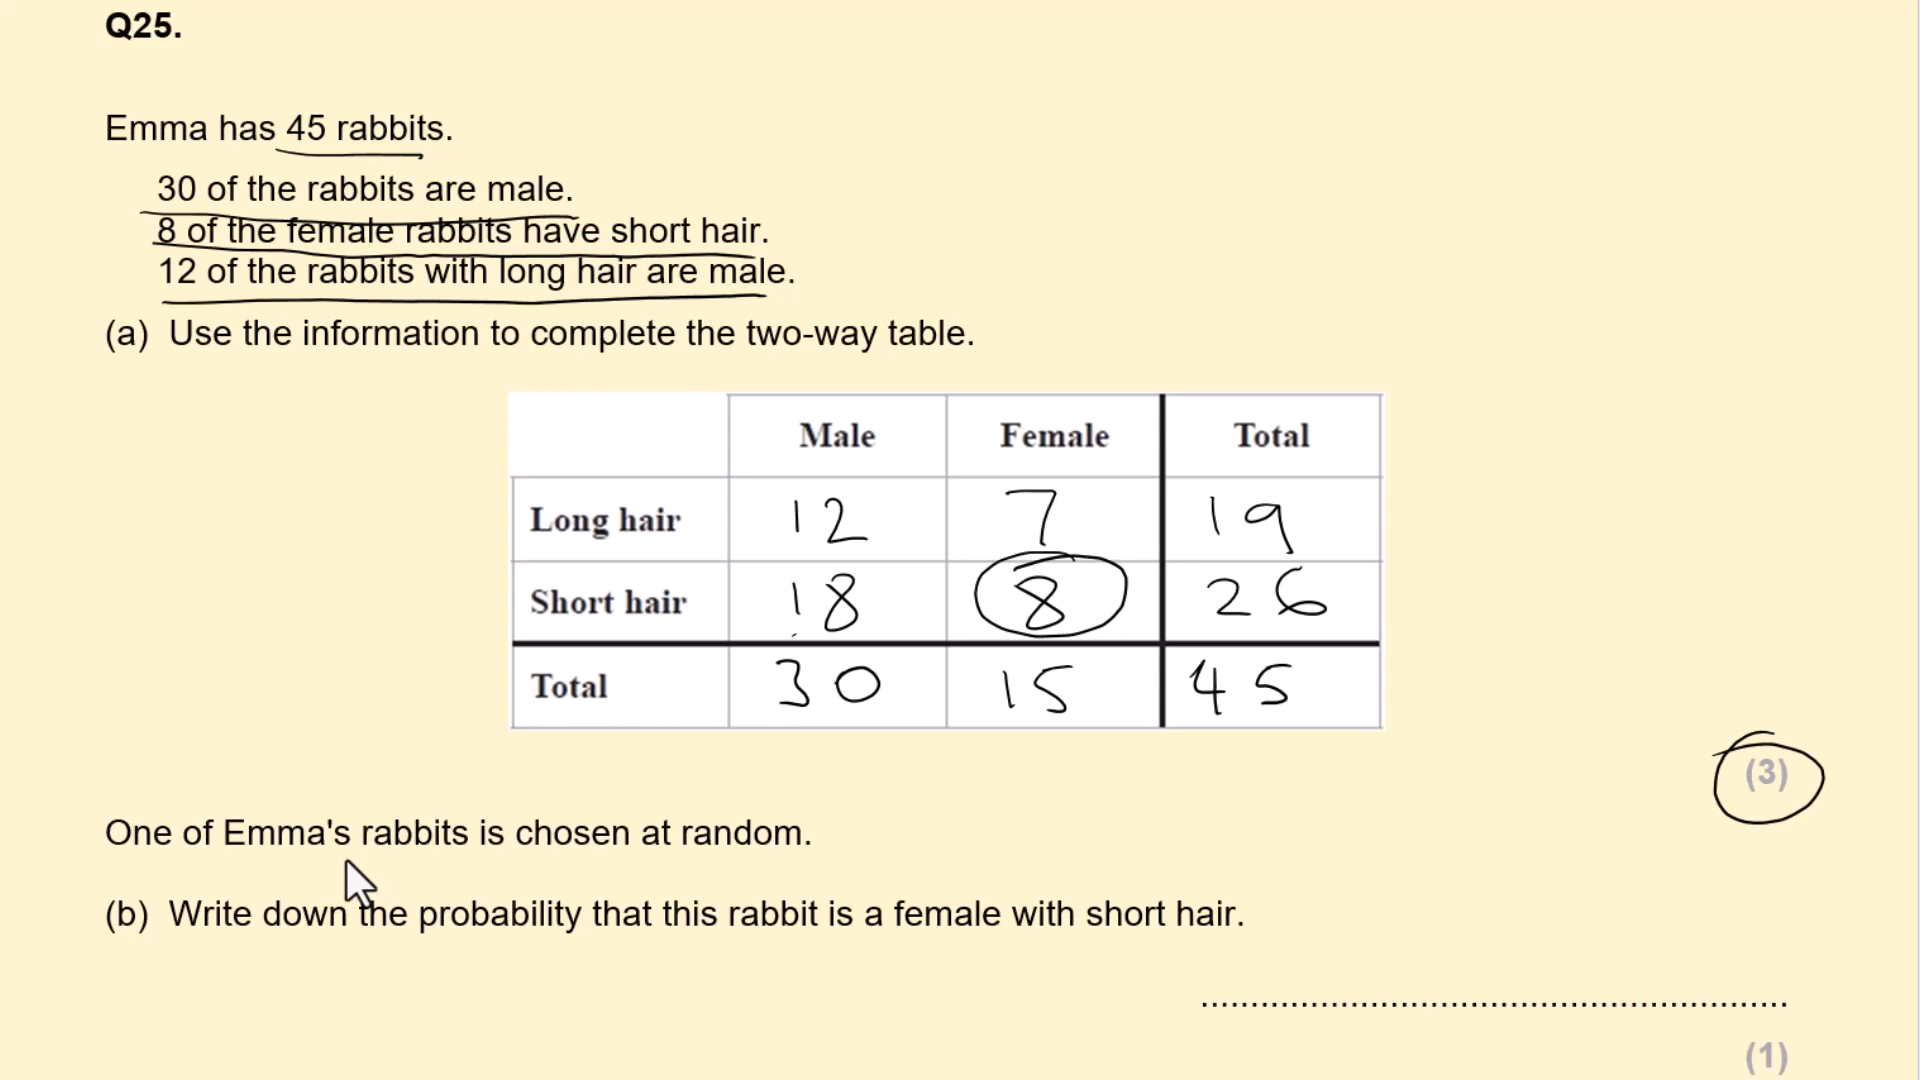 Q25.
Emma has 45 rabbits.
30 of the rabbits are male.
8 of the female rabbits have short hair.
12 of the rabbits with long hair are male.
(a) Use the information to complete the two-way table.
Male Female Total
Long hair 12 7 19
Short hair 18 8 26
Total 30 15 45
(3)
One of Emma's rabbits is chosen at random.
(b) Write down the probability that this rabbit is a female with short hair.
...........................................................
(1)